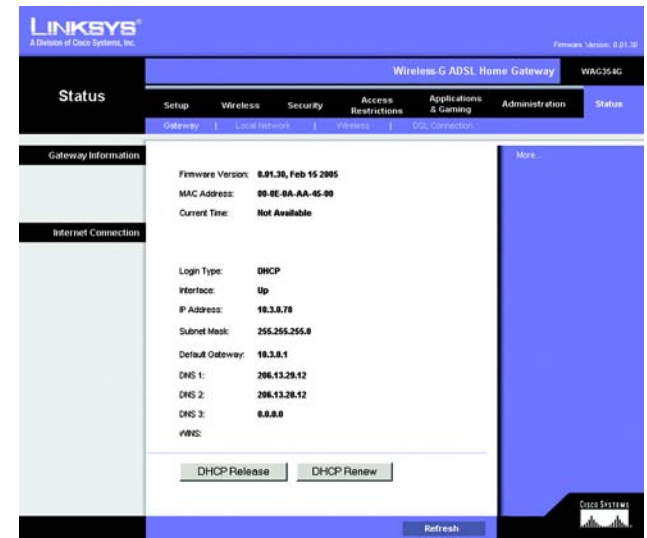 LINKSYS®
A Division of Cisco Systems, Inc.
Firmware Version: 0.01.30
Wireless-G ADSL Home Gateway WAG354G
Status
Setup Wireless Security Access Restrictions Applications & Gaming Administration Status
Gateway | Local Network | Wireless | DSL Connection
Gateway Information
More...
Firmware Version: 0.01.30, Feb 15 2005
MAC Address: 00-0E-0A-AA-45-00
Current Time: Not Available
Internet Connection
Login Type: DHCP
Interface: Up
IP Address: 10.3.0.78
Subnet Mask: 255.255.255.0
Default Gateway: 10.3.0.1
DNS 1: 206.13.29.12
DNS 2: 206.13.28.12
DNS 3: 0.0.0.0
WINS:
DHCP Release DHCP Renew
Refresh
CISCO SYSTEMS